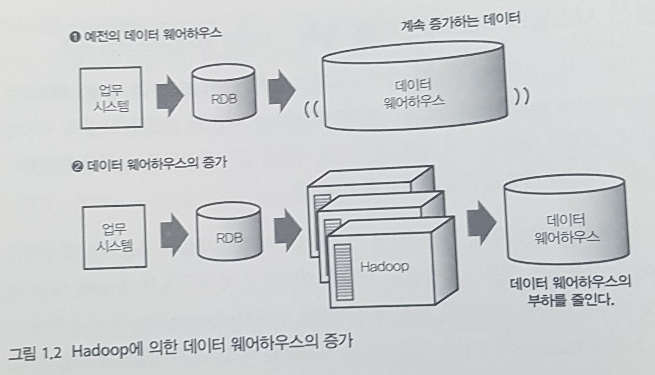 ❶ 예전의 데이터 웨어하우스
계속 증가하는 데이터
업무
시스템
RDB
데이터
웨어하우스
❷ 데이터 웨어하우스의 증가
업무
시스템
RDB
Hadoop
데이터
웨어하우스
데이터 웨어하우스의
부하를 줄인다.
그림 1.2 Hadoop에 의한 데이터 웨어하우스의 증가